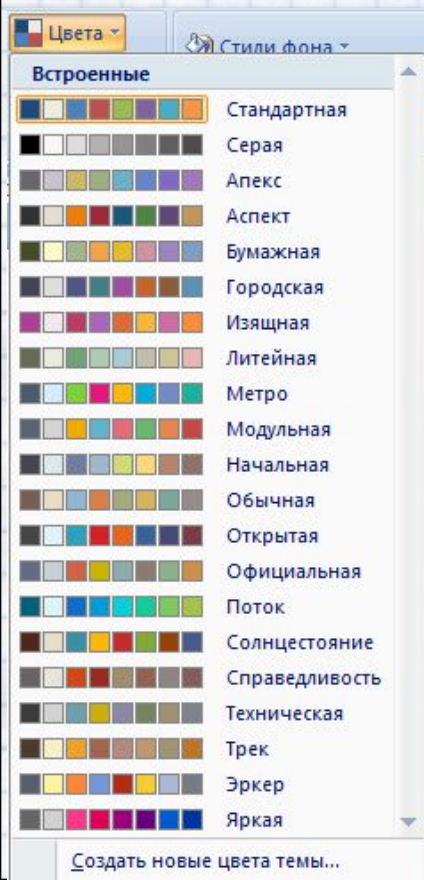 Цвета
Стили фона
Встроенные
Стандартная
Серая
Апекс
Аспект
Бумажная
Городская
Изящная
Литейная
Метро
Модульная
Начальная
Обычная
Открытая
Официальная
Поток
Солнцестояние
Справедливость
Техническая
Трек
Эркер
Яркая
Создать новые цвета темы...